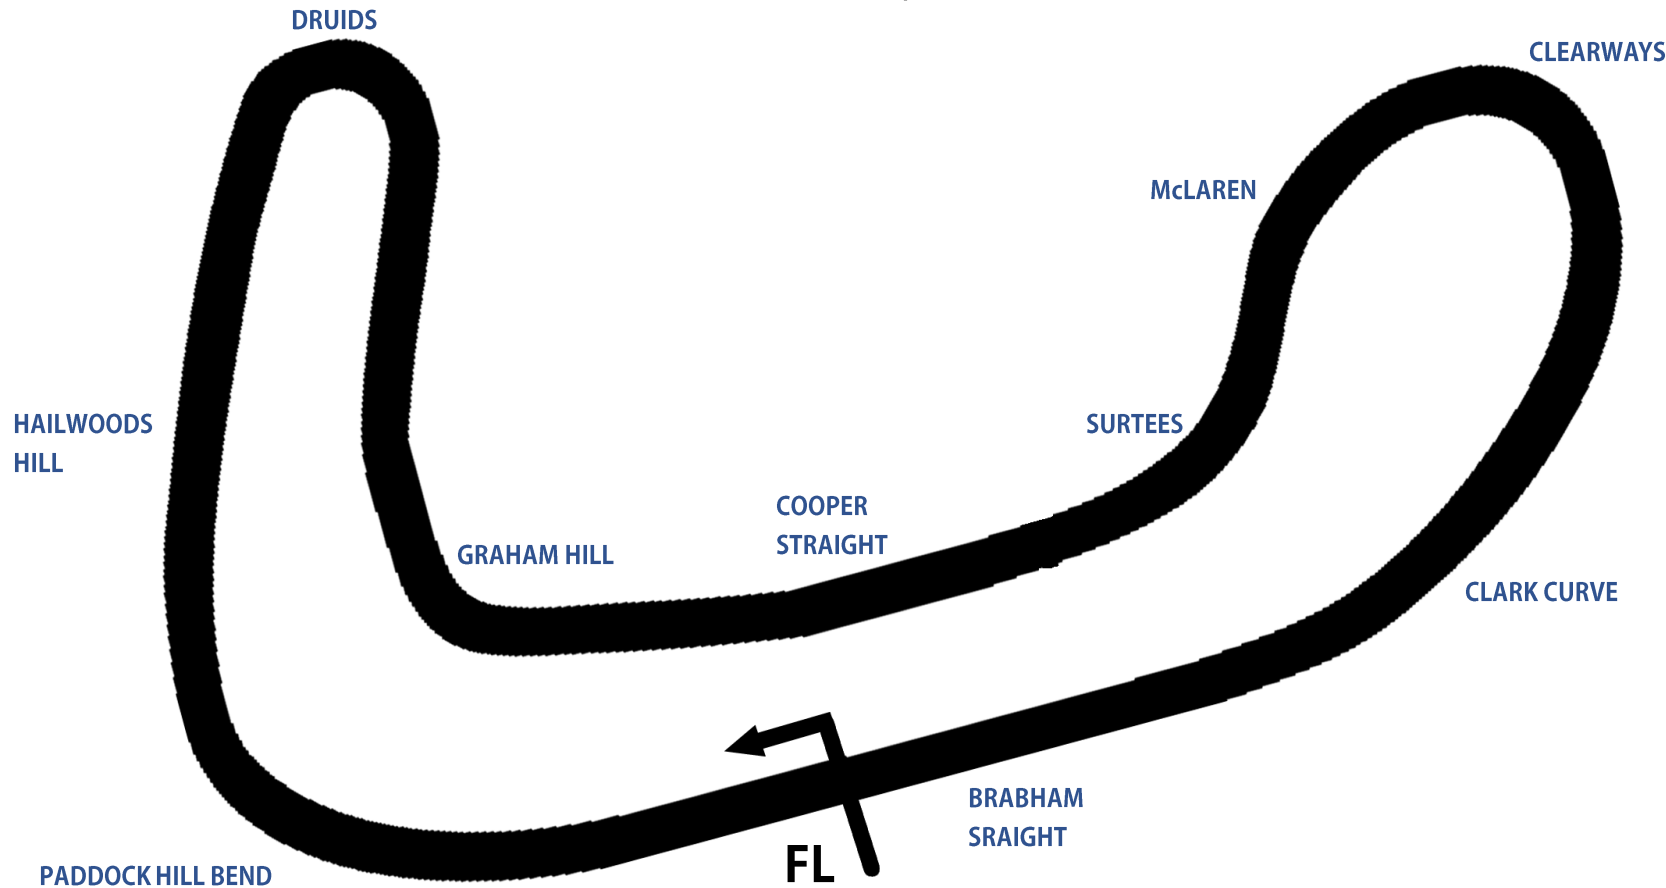 DRUIDS
CLEARWAYS
McLAREN
HAILWOODS
HILL
SURTEES
COOPER
STRAIGHT
GRAHAM HILL
CLARK CURVE
BRABHAM
SRAIGHT
FL
PADDOCK HILL BEND